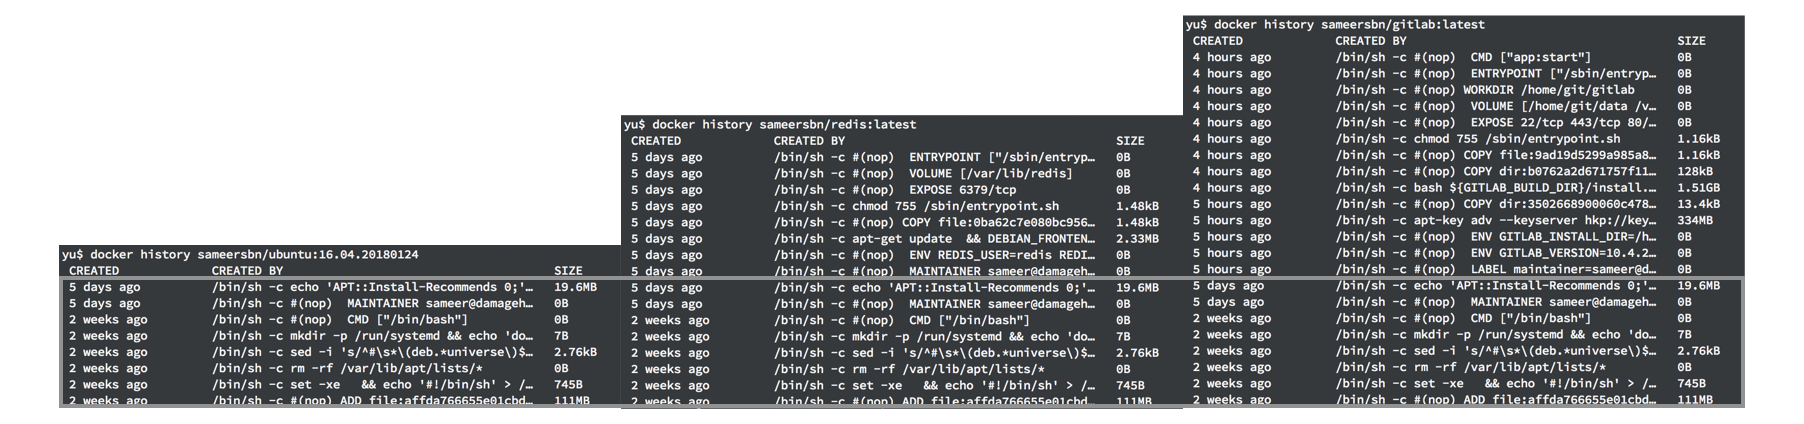 yu$ docker history sameersbn/ubuntu:16.04.20180124
CREATED CREATED BY SIZE
5 days ago /bin/sh -c echo 'APT::Install-Recommends 0;'… 19.6MB
5 days ago /bin/sh -c #(nop) MAINTAINER sameer@damageh… 0B
2 weeks ago /bin/sh -c #(nop) CMD ["/bin/bash"] 0B
2 weeks ago /bin/sh -c mkdir -p /run/systemd && echo 'do… 7B
2 weeks ago /bin/sh -c sed -i 's/^#\s*\(deb.*universe\)$… 2.76kB
2 weeks ago /bin/sh -c rm -rf /var/lib/apt/lists/* 0B
2 weeks ago /bin/sh -c set -xe && echo '#!/bin/sh' > /… 745B
2 weeks ago /bin/sh -c #(nop) ADD file:affda766655e01cbd… 111MB
yu$ docker history sameersbn/redis:latest
CREATED CREATED BY SIZE
5 days ago /bin/sh -c #(nop) ENTRYPOINT ["/sbin/entryp… 0B
5 days ago /bin/sh -c #(nop) VOLUME [/var/lib/redis] 0B
5 days ago /bin/sh -c #(nop) EXPOSE 6379/tcp 0B
5 days ago /bin/sh -c chmod 755 /sbin/entrypoint.sh 1.48kB
5 days ago /bin/sh -c #(nop) COPY file:0ba62c7e080bc956… 1.48kB
5 days ago /bin/sh -c apt-get update && DEBIAN_FRONTEN… 2.33MB
5 days ago /bin/sh -c #(nop) ENV REDIS_USER=redis REDI… 0B
5 days ago /bin/sh -c #(nop) MAINTAINER sameer@damageh… 0B
5 days ago /bin/sh -c echo 'APT::Install-Recommends 0;'… 19.6MB
5 days ago /bin/sh -c #(nop) MAINTAINER sameer@damageh… 0B
2 weeks ago /bin/sh -c #(nop) CMD ["/bin/bash"] 0B
2 weeks ago /bin/sh -c mkdir -p /run/systemd && echo 'do… 7B
2 weeks ago /bin/sh -c sed -i 's/^#\s*\(deb.*universe\)$… 2.76kB
2 weeks ago /bin/sh -c rm -rf /var/lib/apt/lists/* 0B
2 weeks ago /bin/sh -c set -xe && echo '#!/bin/sh' > /… 745B
2 weeks ago /bin/sh -c #(nop) ADD file:affda766655e01cbd… 111MB
yu$ docker history sameersbn/gitlab:latest
CREATED CREATED BY SIZE
4 hours ago /bin/sh -c #(nop) CMD ["app:start"] 0B
4 hours ago /bin/sh -c #(nop) ENTRYPOINT ["/sbin/entryp… 0B
4 hours ago /bin/sh -c #(nop) WORKDIR /home/git/gitlab 0B
4 hours ago /bin/sh -c #(nop) VOLUME [/home/git/data /v… 0B
4 hours ago /bin/sh -c #(nop) EXPOSE 22/tcp 443/tcp 80/… 0B
4 hours ago /bin/sh -c chmod 755 /sbin/entrypoint.sh 1.16kB
4 hours ago /bin/sh -c #(nop) COPY file:9ad19d5299a985a8… 1.16kB
4 hours ago /bin/sh -c #(nop) COPY dir:b0762a2d671757f11… 128kB
4 hours ago /bin/sh -c bash ${GITLAB_BUILD_DIR}/install.… 1.51GB
5 hours ago /bin/sh -c #(nop) COPY dir:3502668900060c478… 13.4kB
5 hours ago /bin/sh -c apt-key adv --keyserver hkp://key… 334MB
5 hours ago /bin/sh -c #(nop) ENV GITLAB_INSTALL_DIR=/h… 0B
5 hours ago /bin/sh -c #(nop) ENV GITLAB_VERSION=10.4.2… 0B
5 hours ago /bin/sh -c #(nop) LABEL maintainer=sameer@d… 0B
5 days ago /bin/sh -c echo 'APT::Install-Recommends 0;'… 19.6MB
5 days ago /bin/sh -c #(nop) MAINTAINER sameer@damageh… 0B
2 weeks ago /bin/sh -c #(nop) CMD ["/bin/bash"] 0B
2 weeks ago /bin/sh -c mkdir -p /run/systemd && echo 'do… 7B
2 weeks ago /bin/sh -c sed -i 's/^#\s*\(deb.*universe\)$… 2.76kB
2 weeks ago /bin/sh -c rm -rf /var/lib/apt/lists/* 0B
2 weeks ago /bin/sh -c set -xe && echo '#!/bin/sh' > /… 745B
2 weeks ago /bin/sh -c #(nop) ADD file:affda766655e01cbd… 111MB